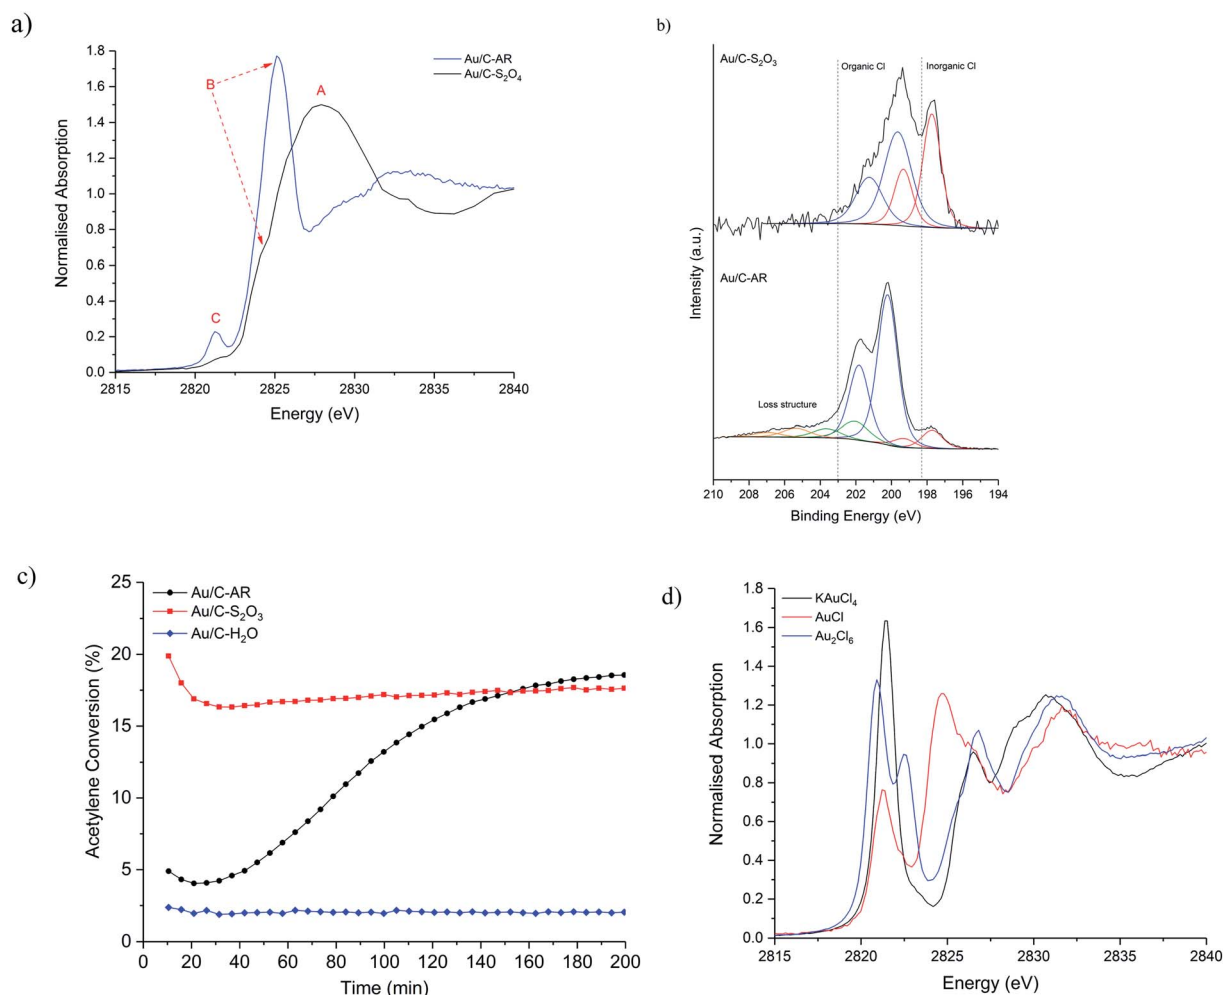 a)
Au/C-AR
Au/C-S2O4
A
B
C
Normalised Absorption
1.8
1.6
1.4
1.2
1.0
0.8
0.6
0.4
0.2
0.0
2815 2820 2825 2830 2835 2840
Energy (eV)
b)
Au/C-S2O3
Organic Cl
Inorganic Cl
Au/C-AR
Loss structure
Intensity (a.u.)
210 208 206 204 202 200 198 196 194
Binding Energy (eV)
c)
Au/C-AR
Au/C-S2O3
Au/C-H2O
Acetylene Conversion (%)
25
20
15
10
5
0
0 20 40 60 80 100 120 140 160 180 200
Time (min)
d)
KAuCl4
AuCl
Au2Cl6
Normalised Absorption
1.8
1.6
1.4
1.2
1.0
0.8
0.6
0.4
0.2
0.0
2815 2820 2825 2830 2835 2840
Energy (eV)